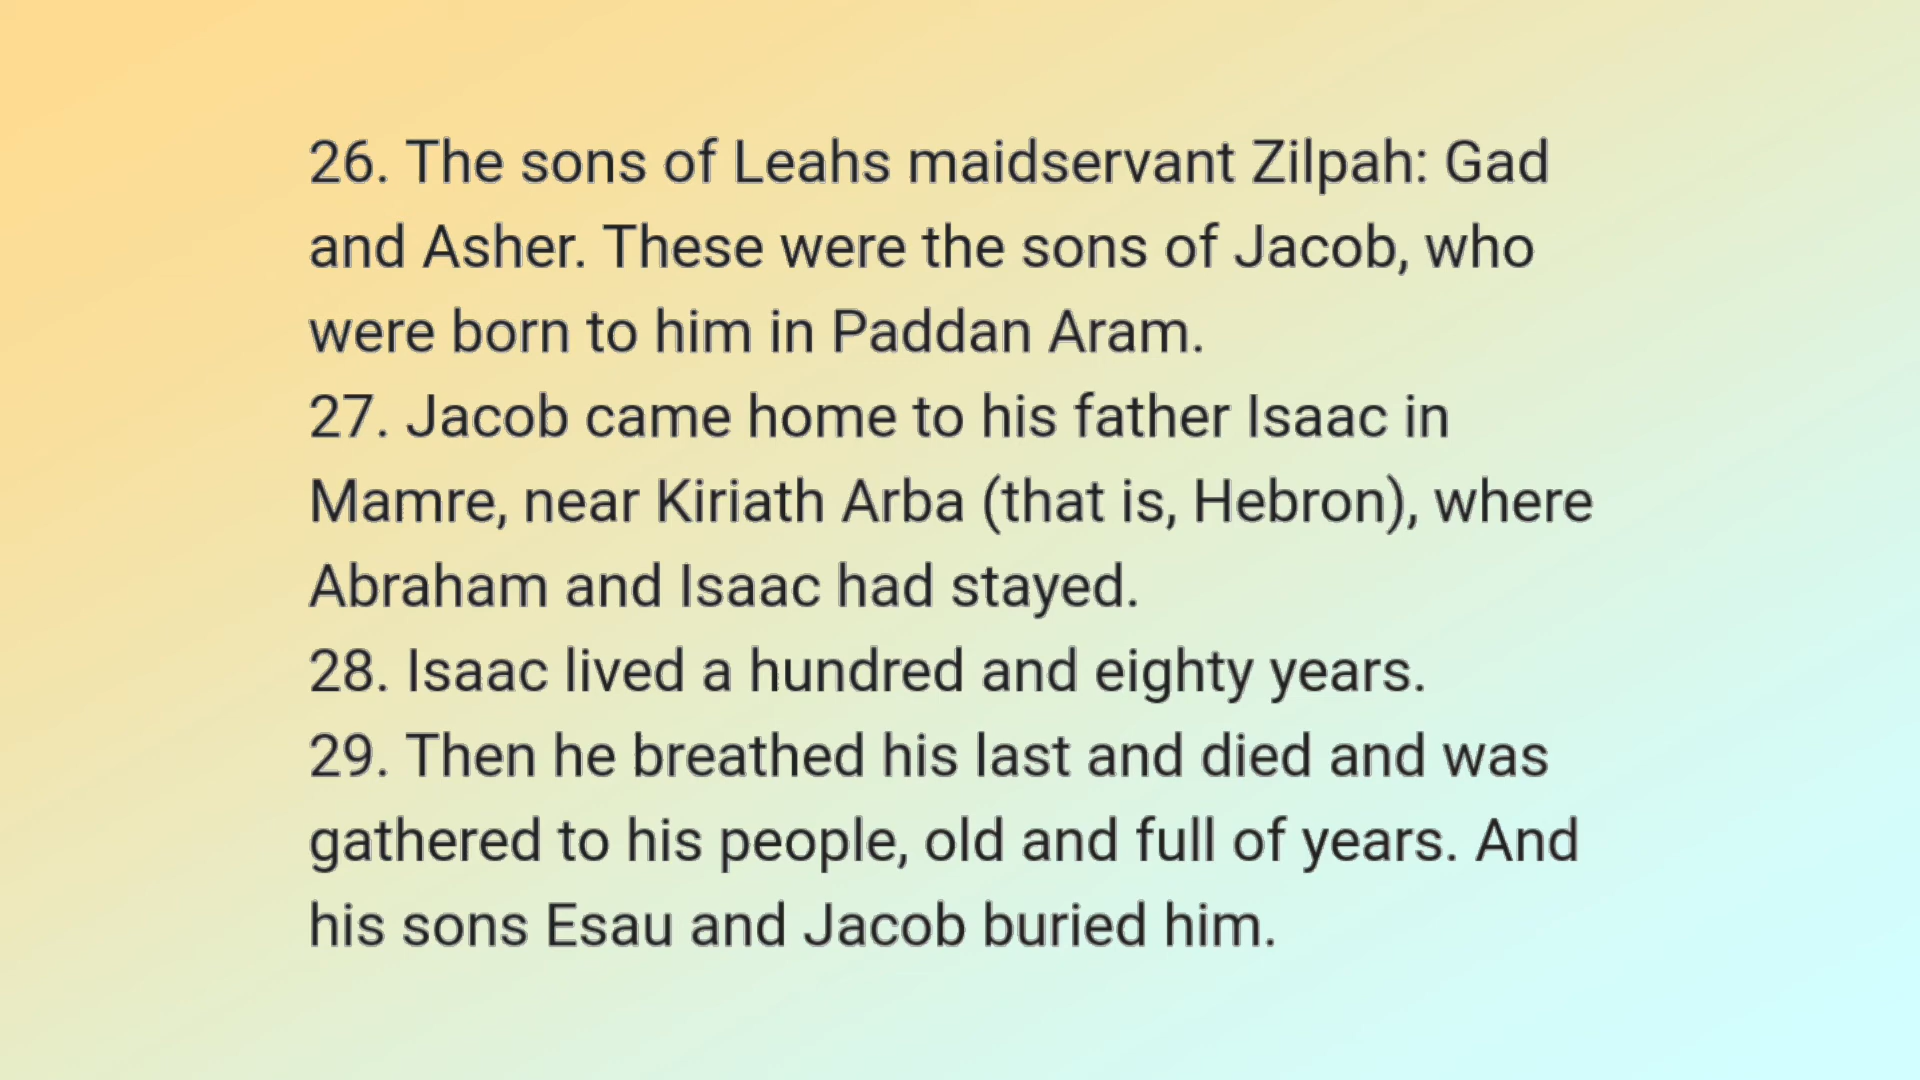 26. The sons of Leahs maidservant Zilpah: Gad
and Asher. These were the sons of Jacob, who
were born to him in Paddan Aram.
27. Jacob came home to his father Isaac in
Mamre, near Kiriath Arba (that is, Hebron), where
Abraham and Isaac had stayed.
28. Isaac lived a hundred and eighty years.
29. Then he breathed his last and died and was
gathered to his people, old and full of years. And
his sons Esau and Jacob buried him.